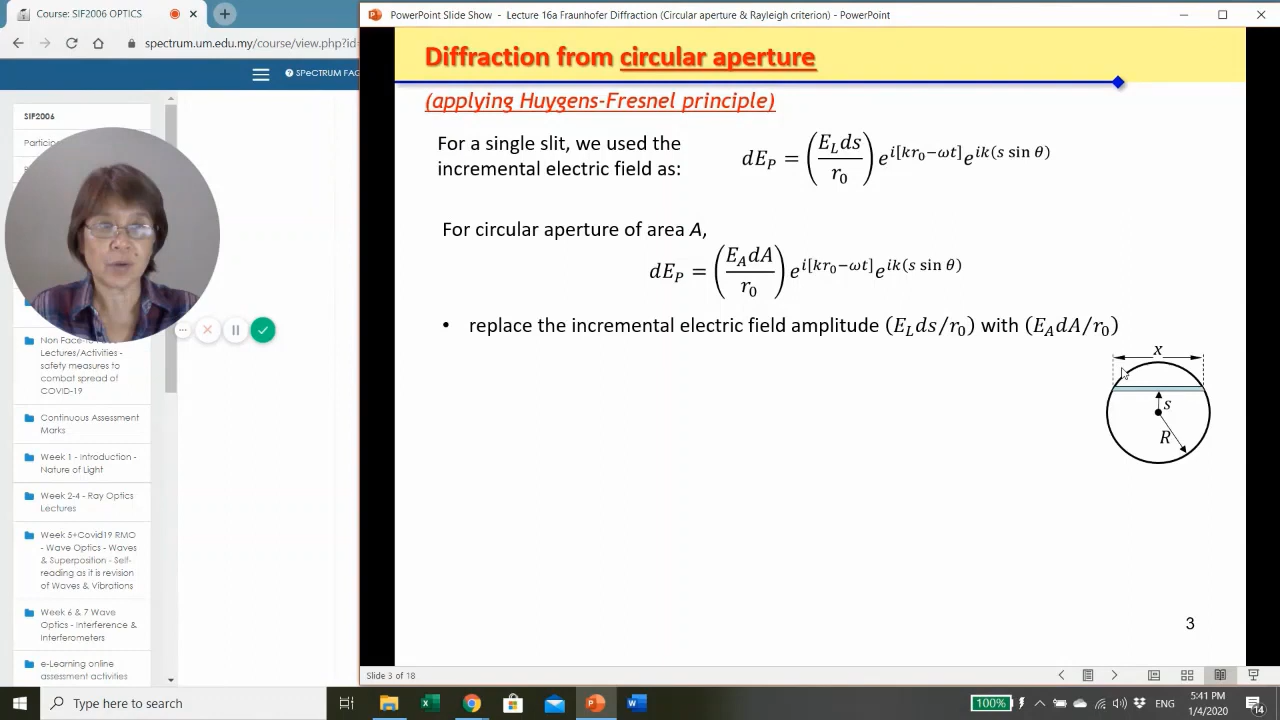 Course: SIF2006 OPTICS
spectrum.um.edu.my/course/view.php?id=
SPeCTRUM FAQ
SIF2006
Particip
Non Face-to-
Lectures/Activities -
safety measures to
combat spread of
COVID-19
Continuous Assessment
Marks
Week 1 - Introduction -
Nature of Light
Week 2-4 - Ray Optics
Lectures
Week 5+Covid19 RMO
- Wave Optics - Waves
& Superposition - Self-
reading as it is revision
of Waves & Vibrations
Week 6 & 7 Wave
Optics - Interference &
Interferometers
e-Learning online
assessment activities
PowerPoint Slide Show - Lecture 16a Fraunhofer Diffraction (Circular aperture & Rayleigh criterion) - PowerPoint
Diffraction from circular aperture
(applying Huygens-Fresnel principle)
For a single slit, we used the
incremental electric field as:
dE_P = (E_L ds / r_0) e^{i[kr_0−ωt]} e^{ik(s sin θ)}
For circular aperture of area A,
dE_P = (E_A dA / r_0) e^{i[kr_0−ωt]} e^{ik(s sin θ)}
• replace the incremental electric field amplitude (E_L ds/r_0) with (E_A dA/r_0)
x
s
R
3
Slide 3 of 18
Type here to search
100%
ENG
5:41 PM
1/4/2020
14